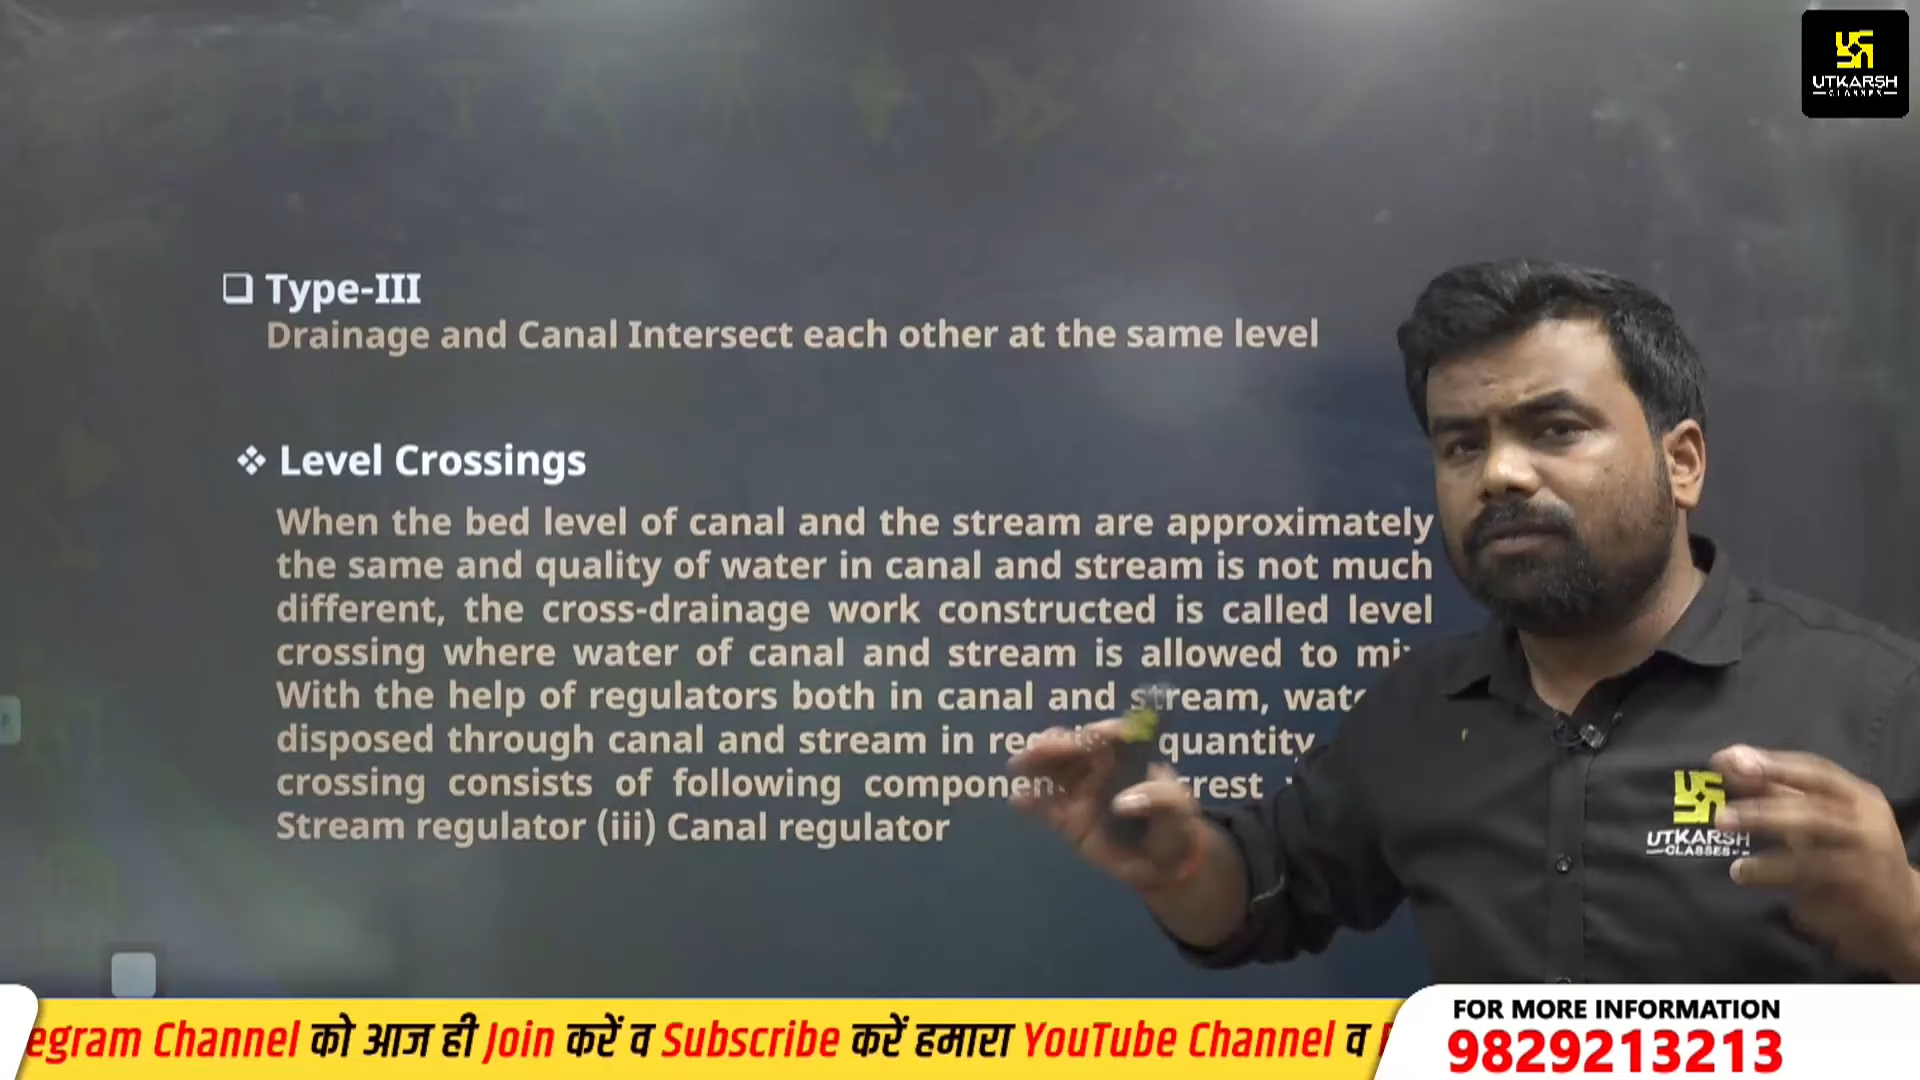 UTKARSH
CLASSES
Type-III
Drainage and Canal Intersect each other at the same level
Level Crossings
When the bed level of canal and the stream are approximately
the same and quality of water in canal and stream is not much
different, the cross-drainage work constructed is called level
crossing where water of canal and stream is allowed to
With the help of regulators both in canal and stream,
disposed through canal and stream in quantity
crossing consists of following crest
Stream regulator (iii) Canal regulator
UTKARSH
CLASSES
Channel को आज ही Join करें व Subscribe करें हमारा YouTube Channel व
FOR MORE INFORMATION
9829213213